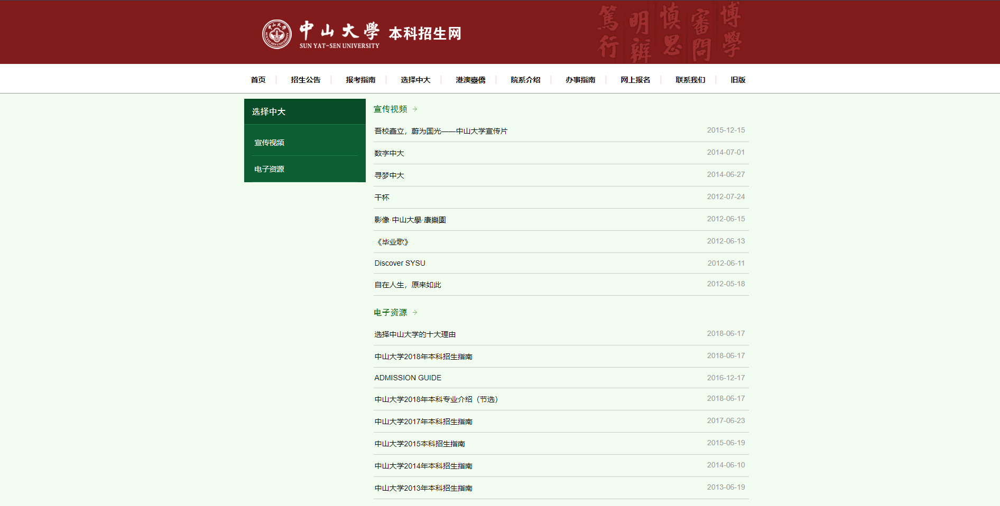 中山大学
SUN YAT-SEN UNIVERSITY
本科招生网
博學
審問
慎思
明辨
篤行
首页
招生公告
报考指南
选择中大
港澳臺僑
院系介绍
办事指南
网上报名
联系我们
旧版
选择中大
宣传视频
电子资源
宣传视频 →
吾校矗立，蔚为国光——中山大学宣传片 2015-12-15
数字中大 2014-07-01
寻梦中大 2014-06-27
干杯 2012-07-24
影像·中山大學·康樂園 2012-06-15
《毕业歌》 2012-06-13
Discover SYSU 2012-06-11
自在人生，原来如此 2012-05-18
电子资源 →
选择中山大学的十大理由 2018-06-17
中山大学2018年本科招生指南 2018-06-17
ADMISSION GUIDE 2016-12-17
中山大学2018年本科专业介绍（节选） 2018-06-17
中山大学2017年本科招生指南 2017-06-23
中山大学2015本科招生指南 2015-06-19
中山大学2014年本科招生指南 2014-06-10
中山大学2013年本科招生指南 2013-06-19